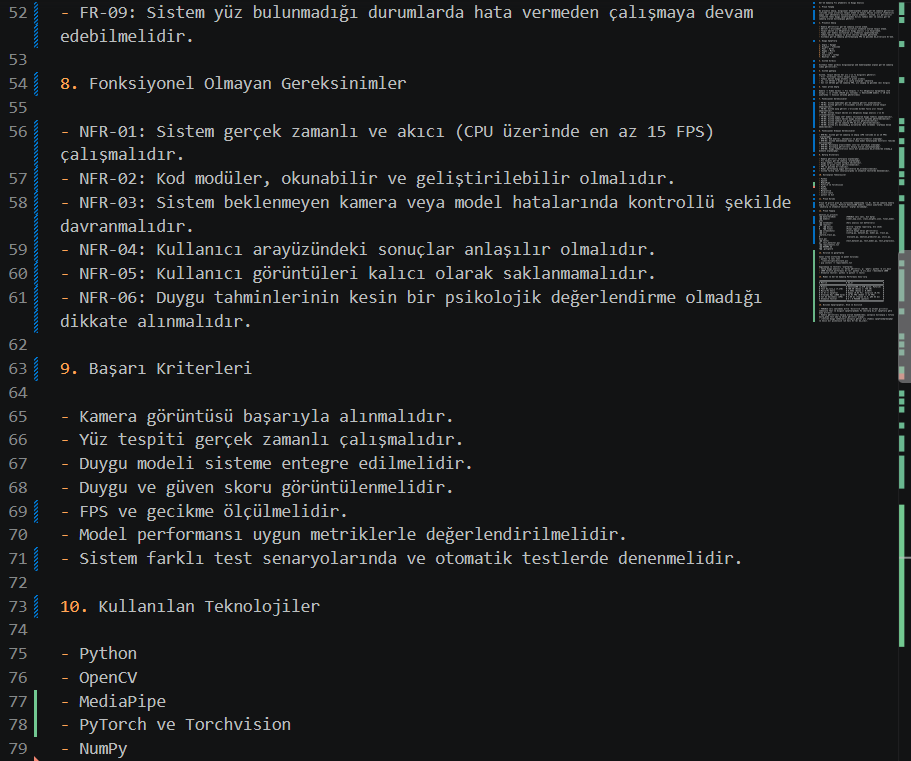 52 - FR-09: Sistem yüz bulunmadığı durumlarda hata vermeden çalışmaya devam
edebilmelidir.
53
54 8. Fonksiyonel Olmayan Gereksinimler
55
56 - NFR-01: Sistem gerçek zamanlı ve akıcı (CPU üzerinde en az 15 FPS)
çalışmalıdır.
57 - NFR-02: Kod modüler, okunabilir ve geliştirilebilir olmalıdır.
58 - NFR-03: Sistem beklenmeyen kamera veya model hatalarında kontrollü şekilde
davranmalıdır.
59 - NFR-04: Kullanıcı arayüzündeki sonuçlar anlaşılır olmalıdır.
60 - NFR-05: Kullanıcı görüntüleri kalıcı olarak saklanmamalıdır.
61 - NFR-06: Duygu tahminlerinin kesin bir psikolojik değerlendirme olmadığı
dikkate alınmalıdır.
62
63 9. Başarı Kriterleri
64
65 - Kamera görüntüsü başarıyla alınmalıdır.
66 - Yüz tespiti gerçek zamanlı çalışmalıdır.
67 - Duygu modeli sisteme entegre edilmelidir.
68 - Duygu ve güven skoru görüntülenmelidir.
69 - FPS ve gecikme ölçülmelidir.
70 - Model performansı uygun metriklerle değerlendirilmelidir.
71 - Sistem farklı test senaryolarında ve otomatik testlerde denenmelidir.
72
73 10. Kullanılan Teknolojiler
74
75 - Python
76 - OpenCV
77 - MediaPipe
78 - PyTorch ve Torchvision
79 - NumPy